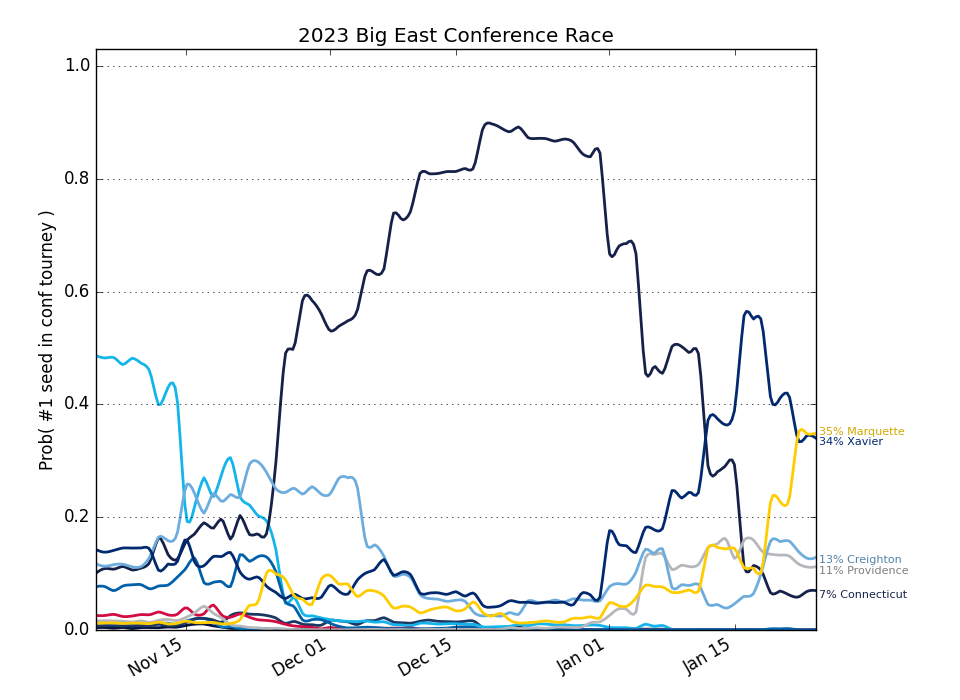 2023 Big East Conference Race
Prob( #1 seed in conf tourney )
1.0
0.8
0.6
0.4
0.2
0.0
35% Marquette
34% Xavier
13% Creighton
11% Providence
7% Connecticut
Nov 15
Dec 01
Dec 15
Jan 01
Jan 15